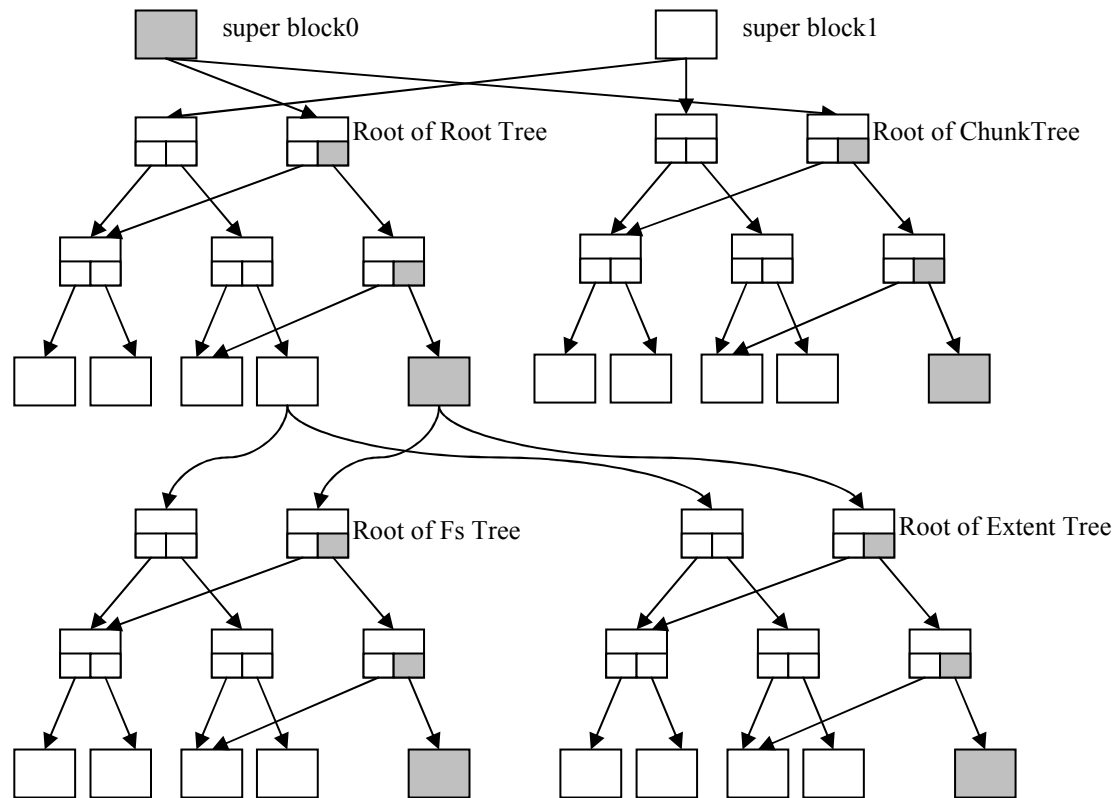 super block0
super block1
Root of Root Tree
Root of ChunkTree
Root of Fs Tree
Root of Extent Tree